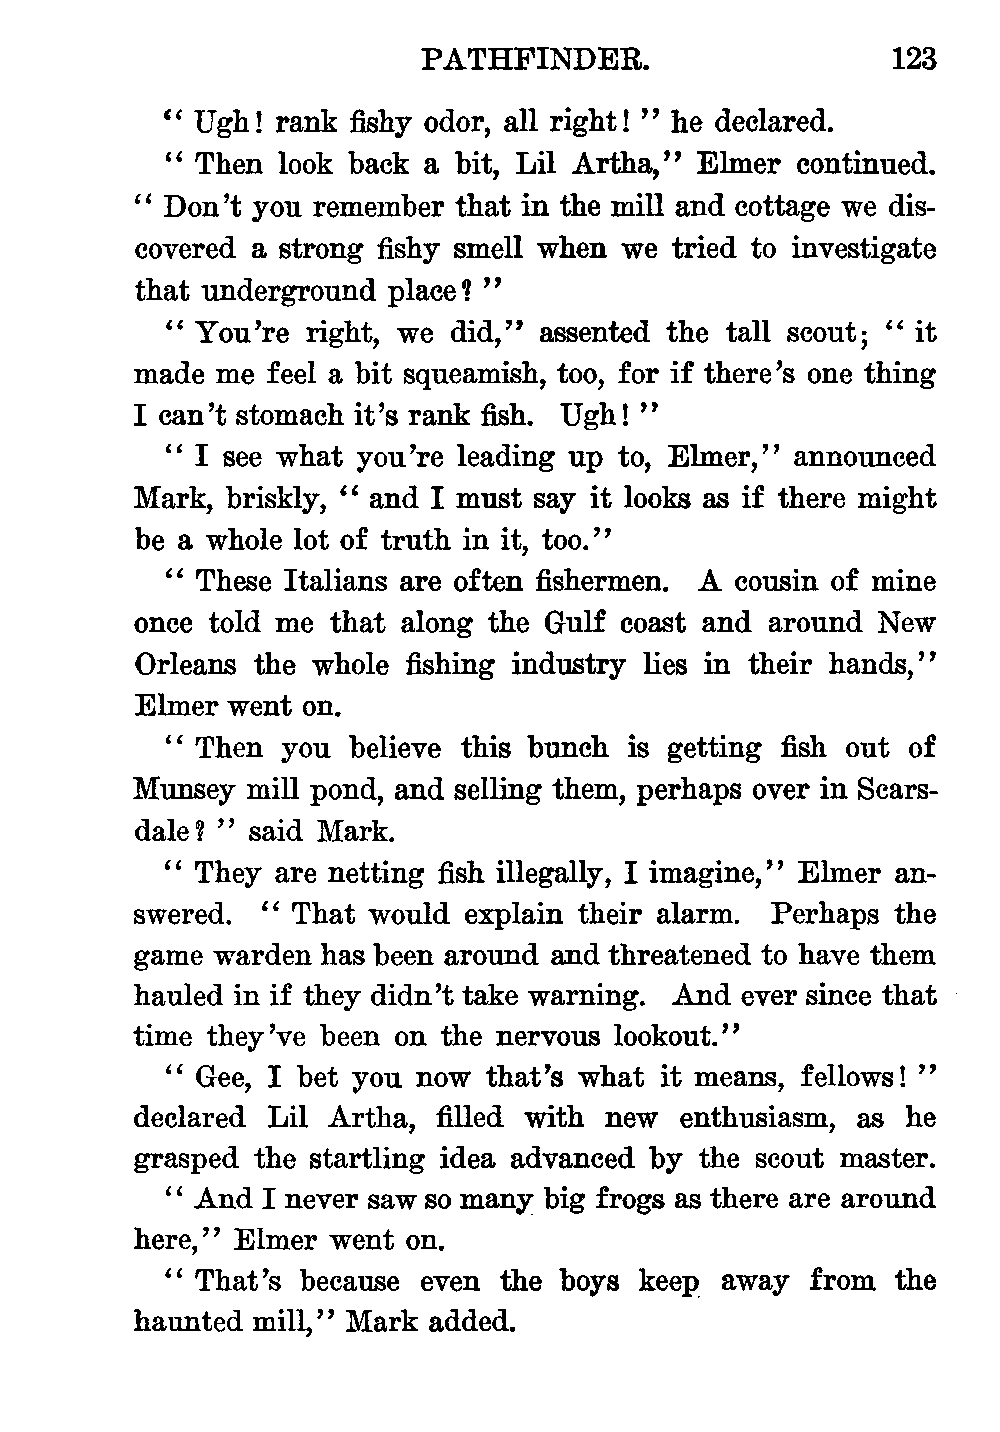 PATHFINDER. 123
“ Ugh! rank fishy odor, all right! ” he declared.
“ Then look back a bit, Lil Artha,” Elmer continued.
“ Don’t you remember that in the mill and cottage we dis-
covered a strong fishy smell when we tried to investigate
that underground place? ”
“ You’re right, we did,” assented the tall scout; “ it
made me feel a bit squeamish, too, for if there’s one thing
I can’t stomach it’s rank fish. Ugh! ”
“ I see what you’re leading up to, Elmer,” announced
Mark, briskly, “ and I must say it looks as if there might
be a whole lot of truth in it, too.”
“ These Italians are often fishermen. A cousin of mine
once told me that along the Gulf coast and around New
Orleans the whole fishing industry lies in their hands,”
Elmer went on.
“ Then you believe this bunch is getting fish out of
Munsey mill pond, and selling them, perhaps over in Scars-
dale? ” said Mark.
“ They are netting fish illegally, I imagine,” Elmer an-
swered. “ That would explain their alarm. Perhaps the
game warden has been around and threatened to have them
hauled in if they didn’t take warning. And ever since that
time they’ve been on the nervous lookout.”
“ Gee, I bet you now that’s what it means, fellows! ”
declared Lil Artha, filled with new enthusiasm, as he
grasped the startling idea advanced by the scout master.
“ And I never saw so many big frogs as there are around
here,” Elmer went on.
“ That’s because even the boys keep away from the
haunted mill,” Mark added.